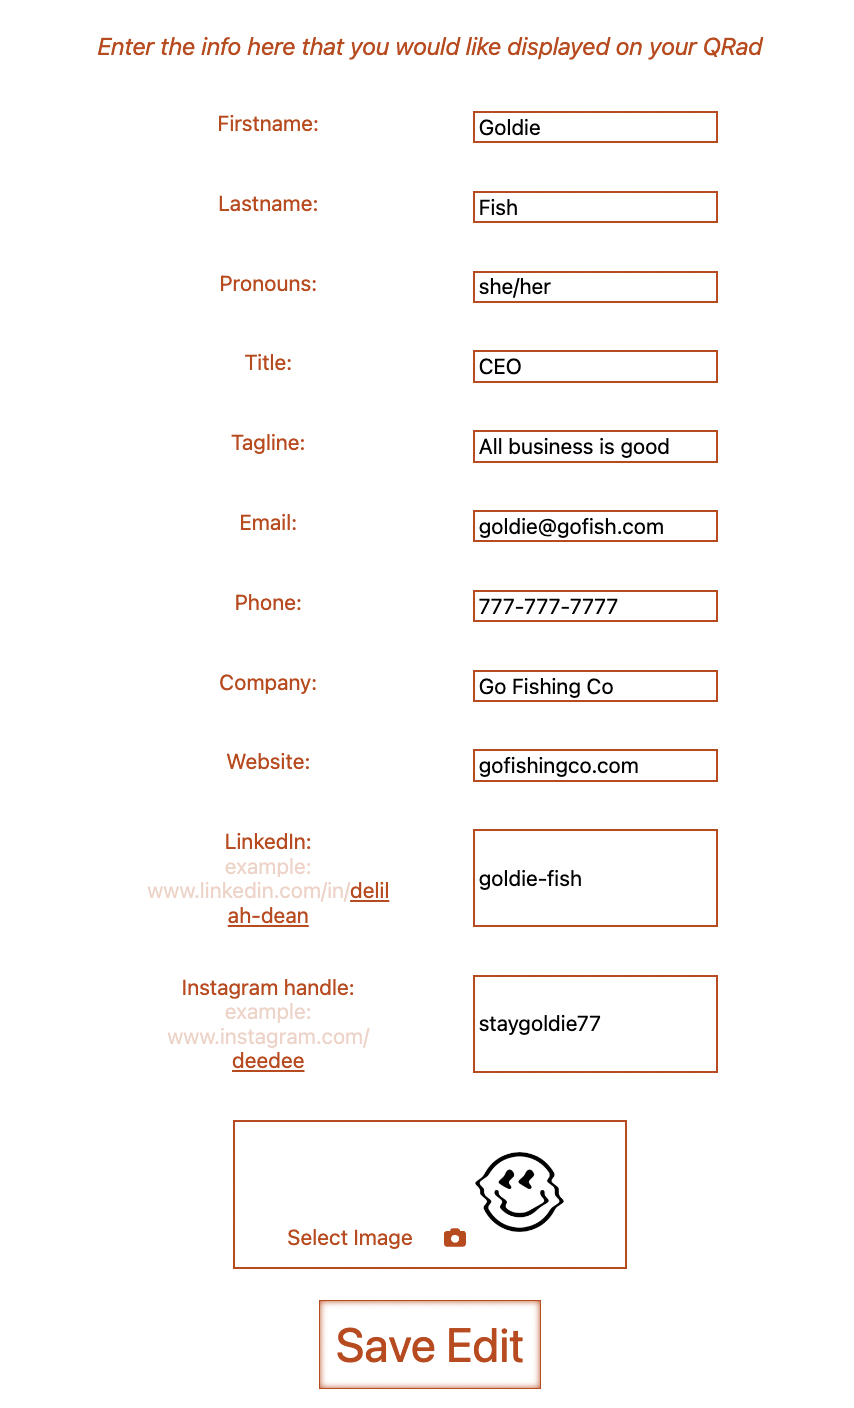 Enter the info here that you would like displayed on your QRad
Firstname:
Goldie
Lastname:
Fish
Pronouns:
she/her
Title:
CEO
Tagline:
All business is good
Email:
goldie@gofish.com
Phone:
777-777-7777
Company:
Go Fishing Co
Website:
gofishingco.com
LinkedIn:
example:
www.linkedin.com/in/delil
ah-dean
goldie-fish
Instagram handle:
example:
www.instagram.com/
deedee
staygoldie77
Select Image
Save Edit